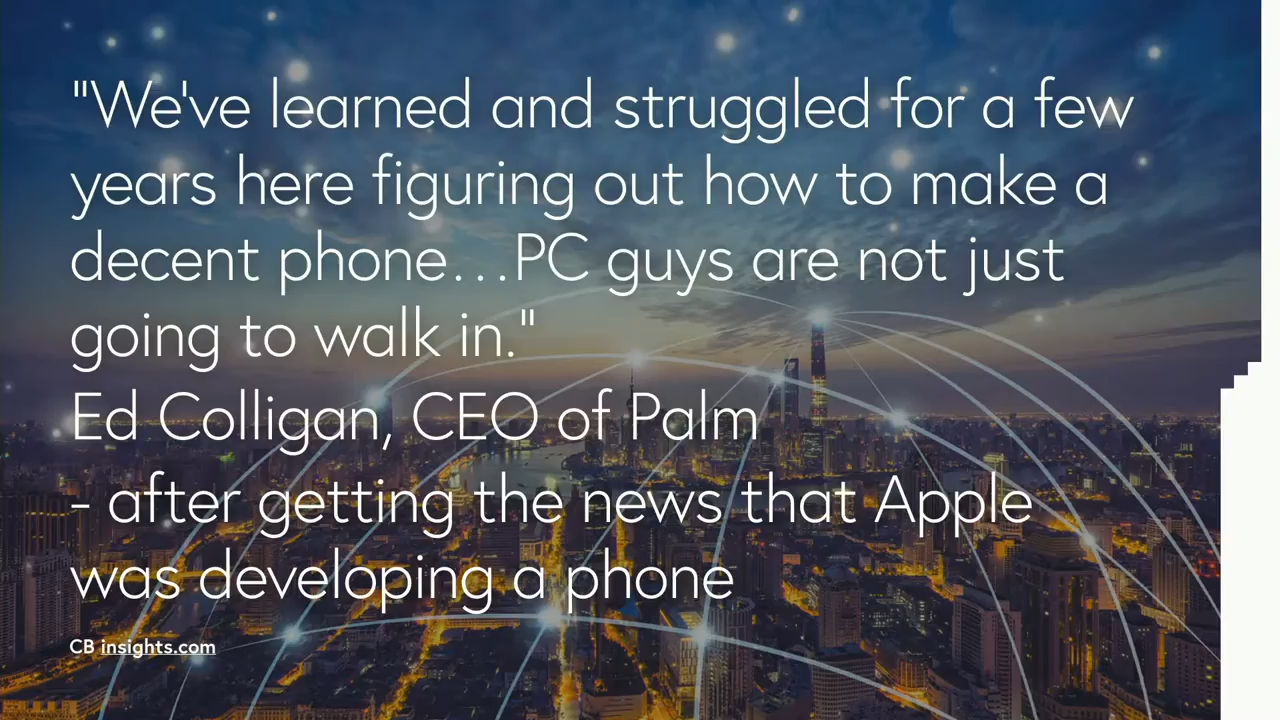 "We've learned and struggled for a few
years here figuring out how to make a
decent phone...PC guys are not just
going to walk in."
Ed Colligan, CEO of Palm
- after getting the news that Apple
was developing a phone
CB insights.com